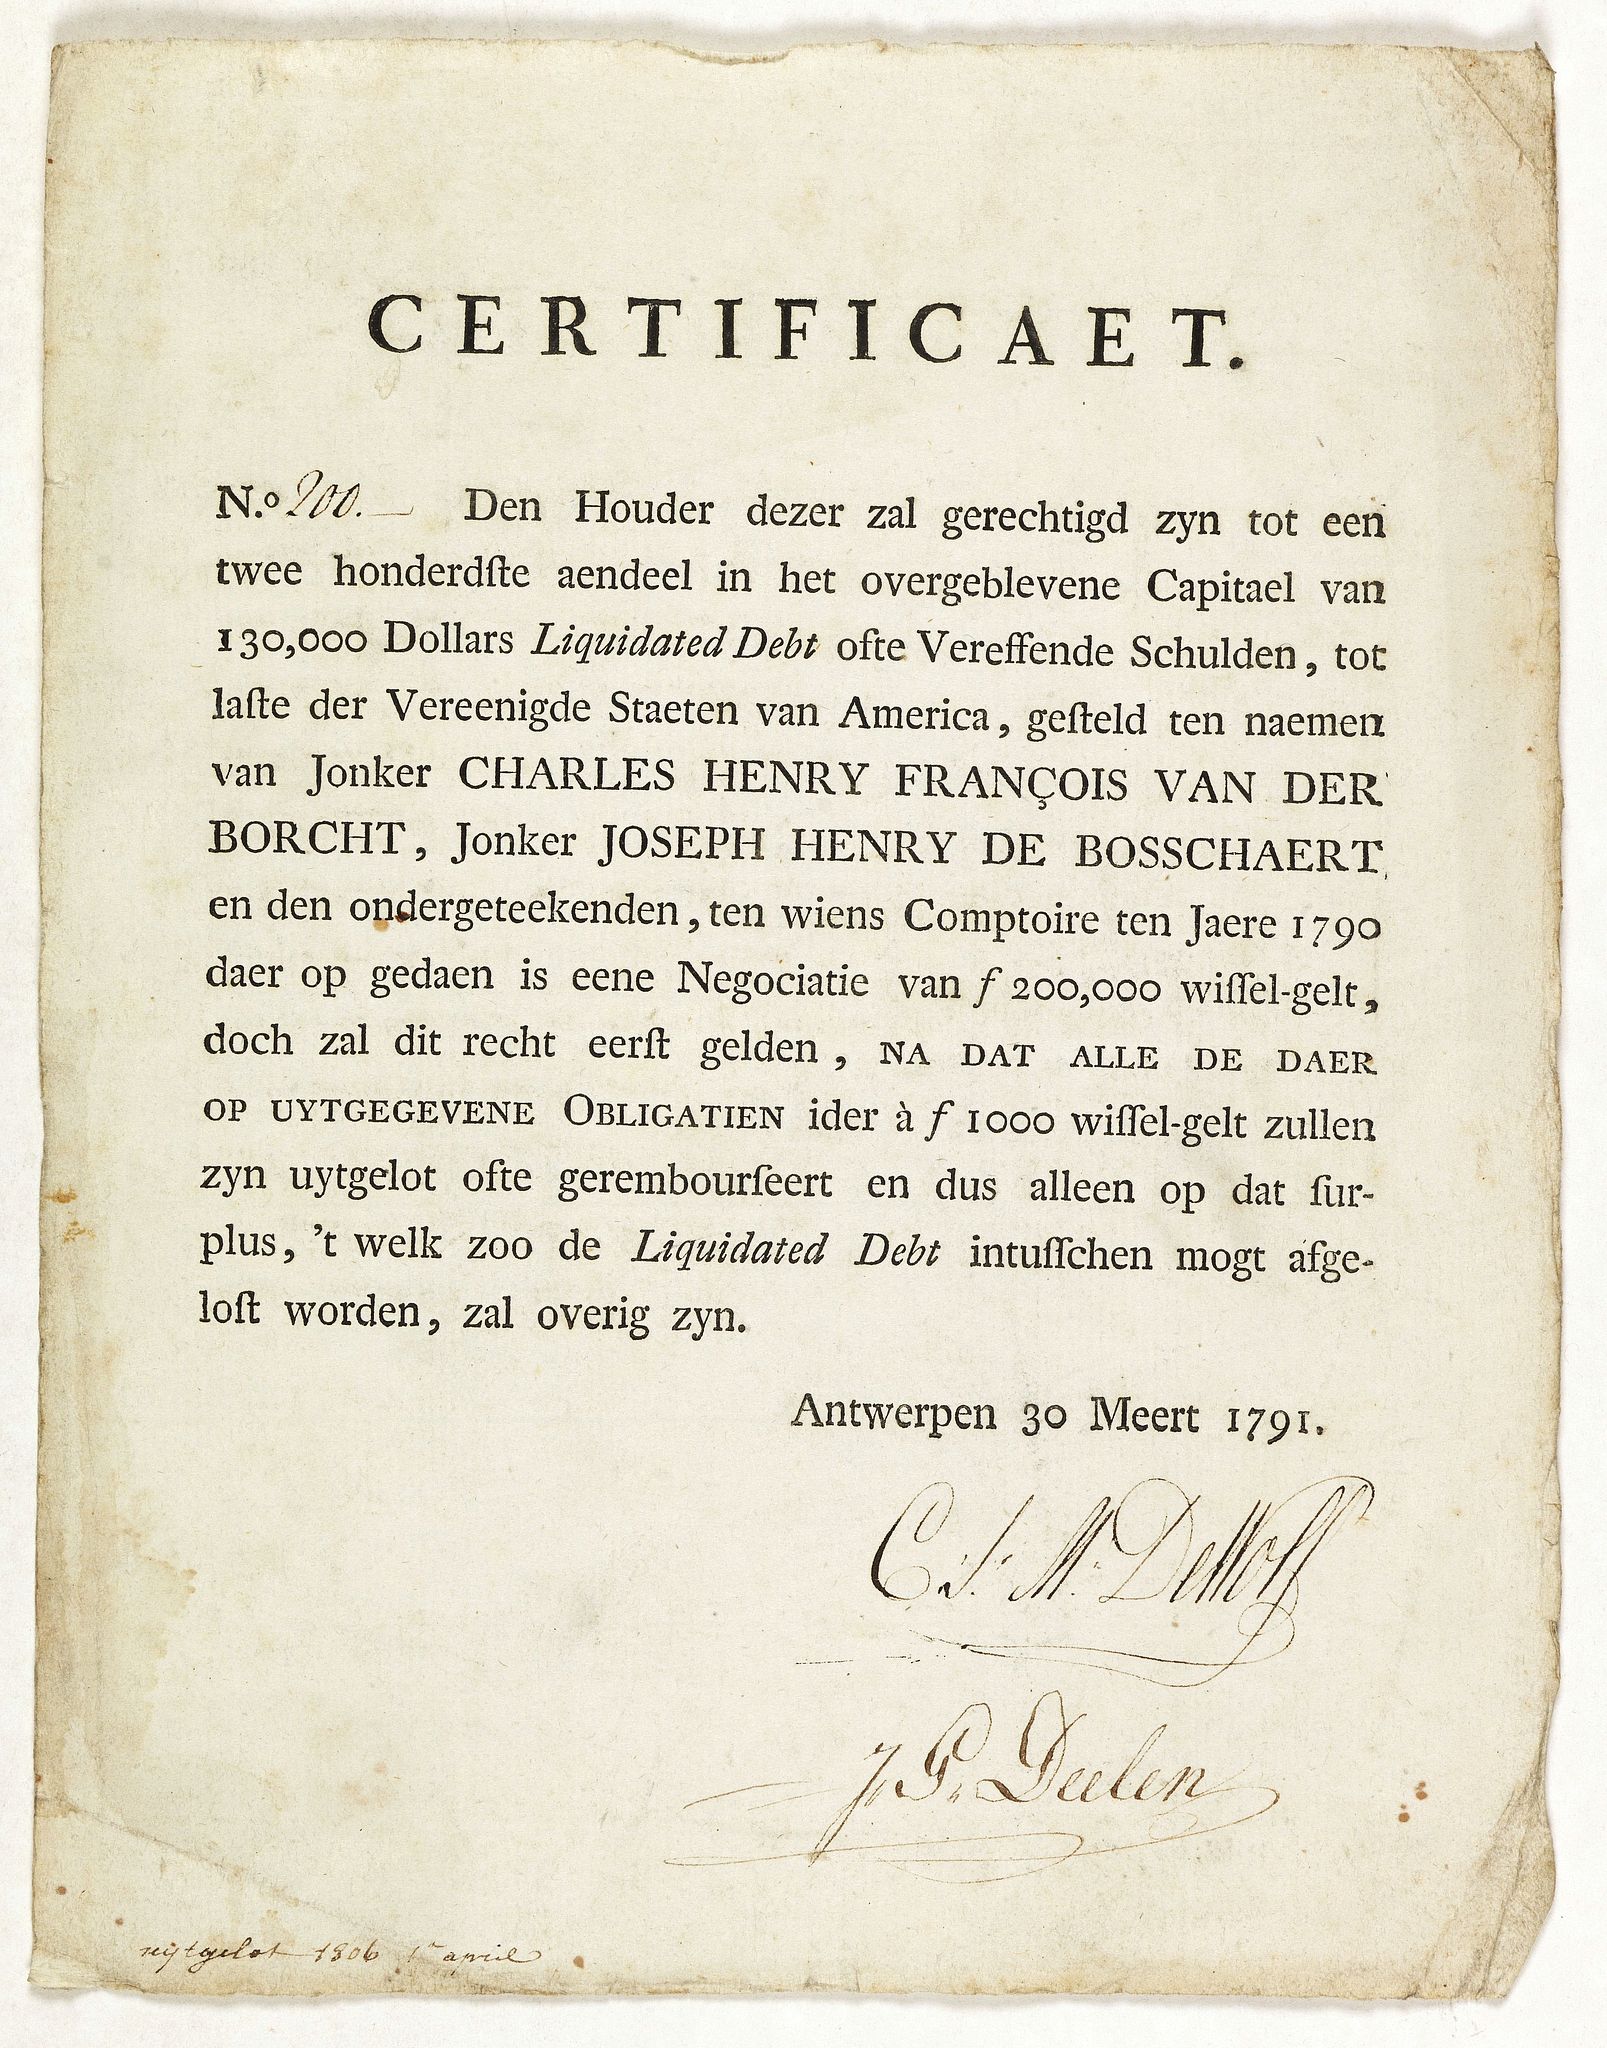 CERTIFICAET.
N.º 200.— Den Houder dezer zal gerechtigd zyn tot een
twee honderdſte aendeel in het overgeblevene Capitael van
130,000 Dollars Liquidated Debt ofte Vereffende Schulden, tot
laſte der Vereenigde Staeten van America, geſteld ten naemen
van Jonker CHARLES HENRY FRANÇOIS VAN DER
BORCHT, Jonker JOSEPH HENRY DE BOSSCHAERT
en den ondergeteekenden, ten wiens Comptoire ten Jaere 1790
daer op gedaen is eene Negociatie van ƒ 200,000 wiſſel-gelt,
doch zal dit recht eerſt gelden, NA DAT ALLE DE DAER
OP UYTGEGEVENE OBLIGATIEN ider à ƒ 1000 wiſſel-gelt zullen
zyn uytgelot ofte gerembourſeert en dus alleen op dat ſur-
plus, 't welk zoo de Liquidated Debt intuſſchen mogt afge-
loſt worden, zal overig zyn.
Antwerpen 30 Meert 1791.
C: J: M: DeWolf
J. G. Deelen
uytgelot 1806 1r april